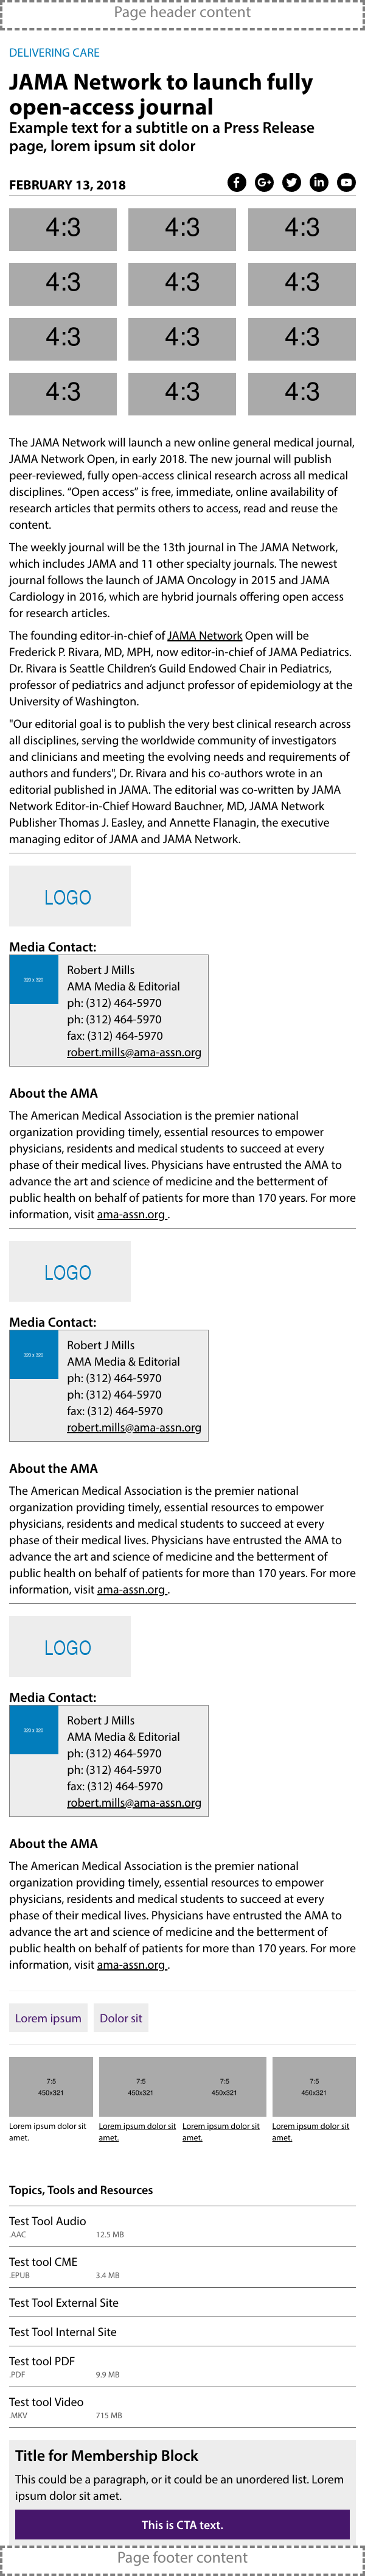 Page header content
DELIVERING CARE
JAMA Network to launch fully
open-access journal
Example text for a subtitle on a Press Release
page, lorem ipsum sit dolor
FEBRUARY 13, 2018
4:3 4:3 4:3
4:3 4:3 4:3
4:3 4:3 4:3
4:3 4:3 4:3
The JAMA Network will launch a new online general medical journal,
JAMA Network Open, in early 2018. The new journal will publish
peer-reviewed, fully open-access clinical research across all medical
disciplines. “Open access” is free, immediate, online availability of
research articles that permits others to access, read and reuse the
content.
The weekly journal will be the 13th journal in The JAMA Network,
which includes JAMA and 11 other specialty journals. The newest
journal follows the launch of JAMA Oncology in 2015 and JAMA
Cardiology in 2016, which are hybrid journals offering open access
for research articles.
The founding editor-in-chief of JAMA Network Open will be
Frederick P. Rivara, MD, MPH, now editor-in-chief of JAMA Pediatrics.
Dr. Rivara is Seattle Children’s Guild Endowed Chair in Pediatrics,
professor of pediatrics and adjunct professor of epidemiology at the
University of Washington.
"Our editorial goal is to publish the very best clinical research across
all disciplines, serving the worldwide community of investigators
and clinicians and meeting the evolving needs and requirements of
authors and funders", Dr. Rivara and his co-authors wrote in an
editorial published in JAMA. The editorial was co-written by JAMA
Network Editor-in-Chief Howard Bauchner, MD, JAMA Network
Publisher Thomas J. Easley, and Annette Flanagin, the executive
managing editor of JAMA and JAMA Network.
LOGO
Media Contact:
320 x 320
Robert J Mills
AMA Media & Editorial
ph: (312) 464-5970
ph: (312) 464-5970
fax: (312) 464-5970
robert.mills@ama-assn.org
About the AMA
The American Medical Association is the premier national
organization providing timely, essential resources to empower
physicians, residents and medical students to succeed at every
phase of their medical lives. Physicians have entrusted the AMA to
advance the art and science of medicine and the betterment of
public health on behalf of patients for more than 170 years. For more
information, visit ama-assn.org .
LOGO
Media Contact:
320 x 320
Robert J Mills
AMA Media & Editorial
ph: (312) 464-5970
ph: (312) 464-5970
fax: (312) 464-5970
robert.mills@ama-assn.org
About the AMA
The American Medical Association is the premier national
organization providing timely, essential resources to empower
physicians, residents and medical students to succeed at every
phase of their medical lives. Physicians have entrusted the AMA to
advance the art and science of medicine and the betterment of
public health on behalf of patients for more than 170 years. For more
information, visit ama-assn.org .
LOGO
Media Contact:
320 x 320
Robert J Mills
AMA Media & Editorial
ph: (312) 464-5970
ph: (312) 464-5970
fax: (312) 464-5970
robert.mills@ama-assn.org
About the AMA
The American Medical Association is the premier national
organization providing timely, essential resources to empower
physicians, residents and medical students to succeed at every
phase of their medical lives. Physicians have entrusted the AMA to
advance the art and science of medicine and the betterment of
public health on behalf of patients for more than 170 years. For more
information, visit ama-assn.org .
Lorem ipsum Dolor sit
7:5 7:5 7:5 7:5
450x321 450x321 450x321 450x321
Lorem ipsum dolor sit Lorem ipsum dolor sit Lorem ipsum dolor sit Lorem ipsum dolor sit
amet. amet. amet. amet.
Topics, Tools and Resources
Test Tool Audio
.AAC 12.5 MB
Test tool CME
.EPUB 3.4 MB
Test Tool External Site
Test Tool Internal Site
Test tool PDF
.PDF 9.9 MB
Test tool Video
.MKV 715 MB
Title for Membership Block
This could be a paragraph, or it could be an unordered list. Lorem
ipsum dolor sit amet.
This is CTA text.
Page footer content